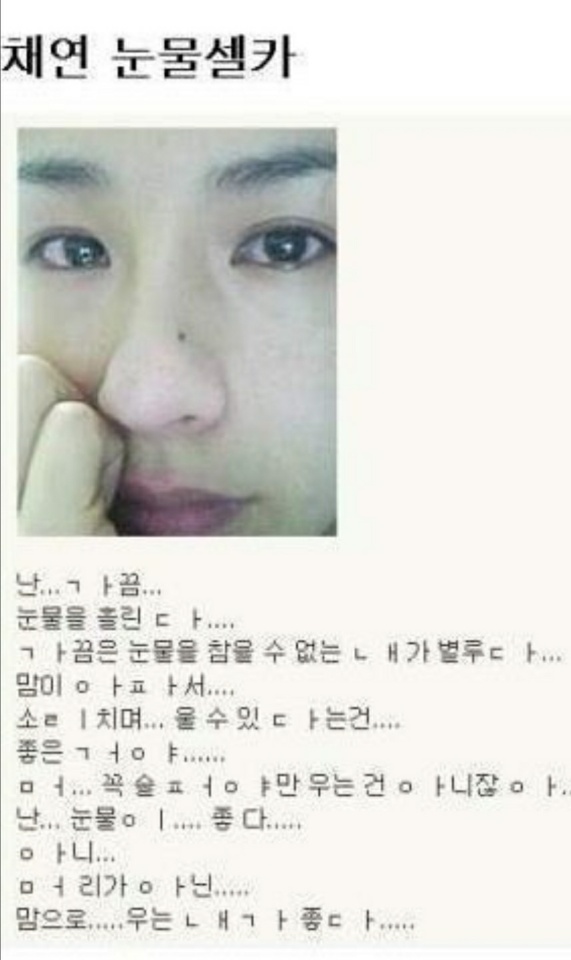 채연 눈물셀카
난...ㄱ ㅏ끔...
눈물을 흘린 ㄷ ㅏ....
ㄱ ㅏ끔은 눈물을 참을 수 없는 ㄴ ㅐ가 별루ㄷ ㅏ...
맘이 ㅇ ㅏㅍ ㅏ서....
소ㄹ ㅣ치며... 울 수 있 ㄷ ㅏ는건....
좋은 ㄱ ㅓㅇ ㅑ......
ㅁ ㅓ... 꼭 슬 ㅍ ㅓㅇ ㅑ만 우는 건 ㅇ ㅏ니잖 ㅇ ㅏ..
난... 눈물ㅇ ㅣ.... 좋 다.....
ㅇ ㅏ니...
ㅁ ㅓ 리가 ㅇ ㅏ닌.....
맘으로.....우는 ㄴ ㅐㄱ ㅏ 좋ㄷ ㅏ.....